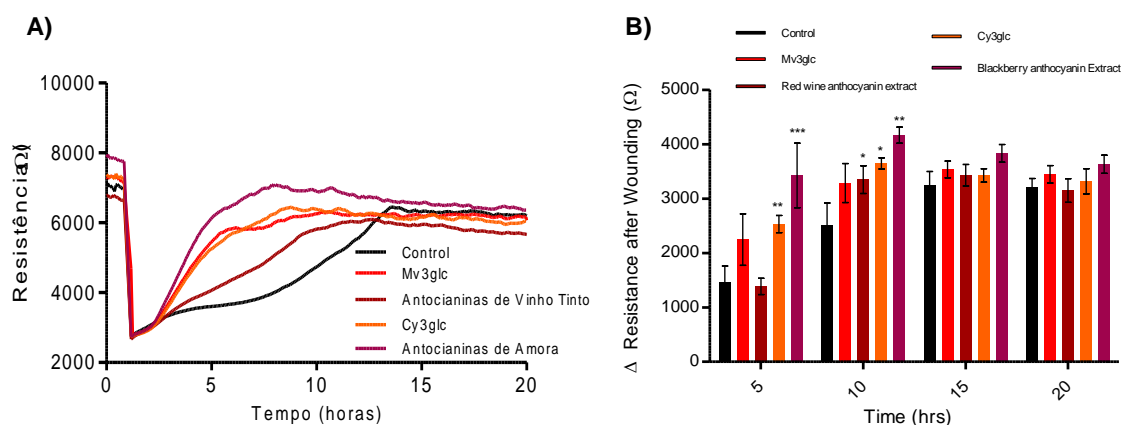 A)
Resistência(Ω)
10000
8000
6000
4000
2000
0
5
10
15
20
Tempo (horas)
Control
Mv3glc
Antocianinas de Vinho Tinto
Cy3glc
Antocianinas de Amora
B)
Control
Mv3glc
Red wine anthocyanin extract
Cy3glc
Blackberry anthocyanin Extract
Δ Resistance after Wounding (Ω)
5000
4000
3000
2000
1000
0
**
***
*
*
**
5
10
15
20
Time (hrs)